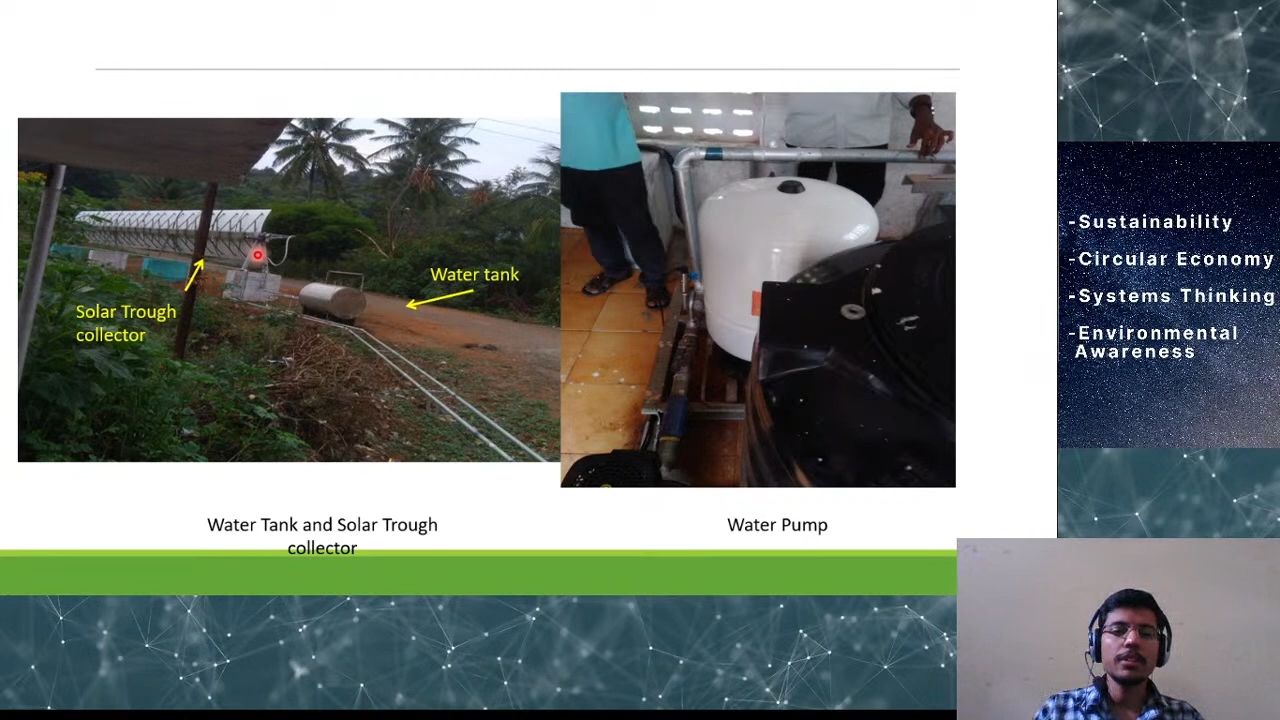 Solar Trough
collector
Water tank
Water Tank and Solar Trough
collector
Water Pump
-Sustainability
-Circular Economy
-Systems Thinking
-Environmental
Awareness